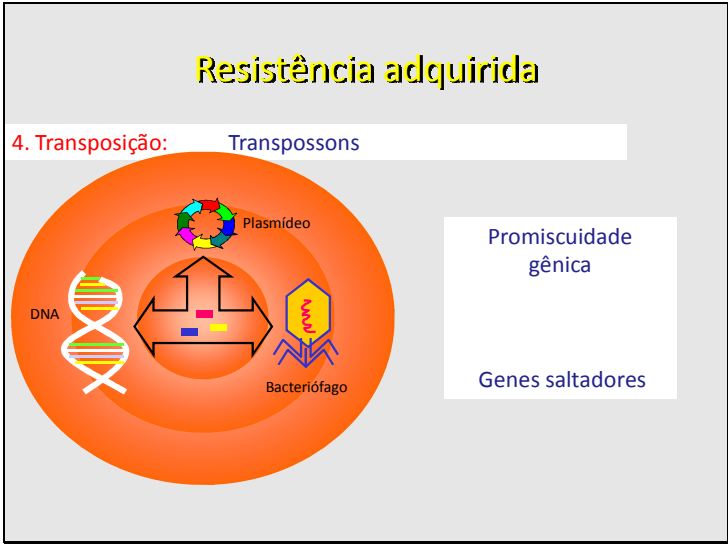 Resistência adquirida
4. Transposição: Transpossons
Plasmídeo
Promiscuidade
gênica
DNA
Bacteriófago
Genes saltadores